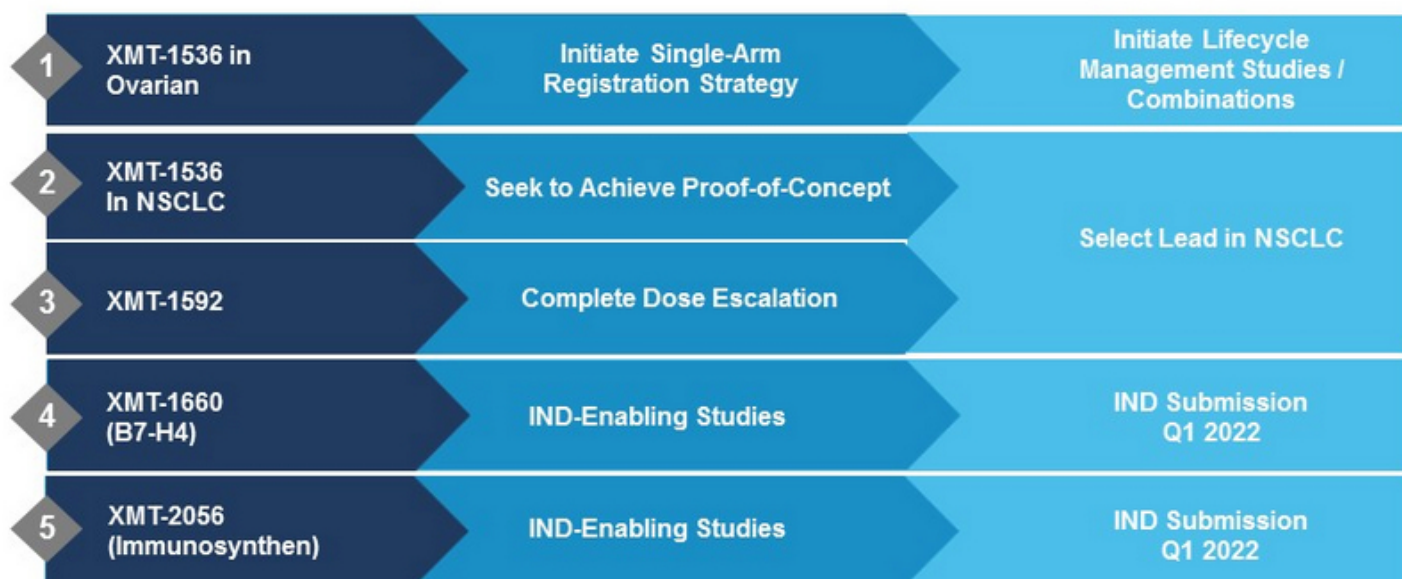 1
XMT-1536 in
Ovarian
Initiate Single-Arm
Registration Strategy
Initiate Lifecycle
Management Studies /
Combinations
2
XMT-1536
In NSCLC
Seek to Achieve Proof-of-Concept
Select Lead in NSCLC
3
XMT-1592
Complete Dose Escalation
4
XMT-1660
(B7-H4)
IND-Enabling Studies
IND Submission
Q1 2022
5
XMT-2056
(Immunosynthen)
IND-Enabling Studies
IND Submission
Q1 2022